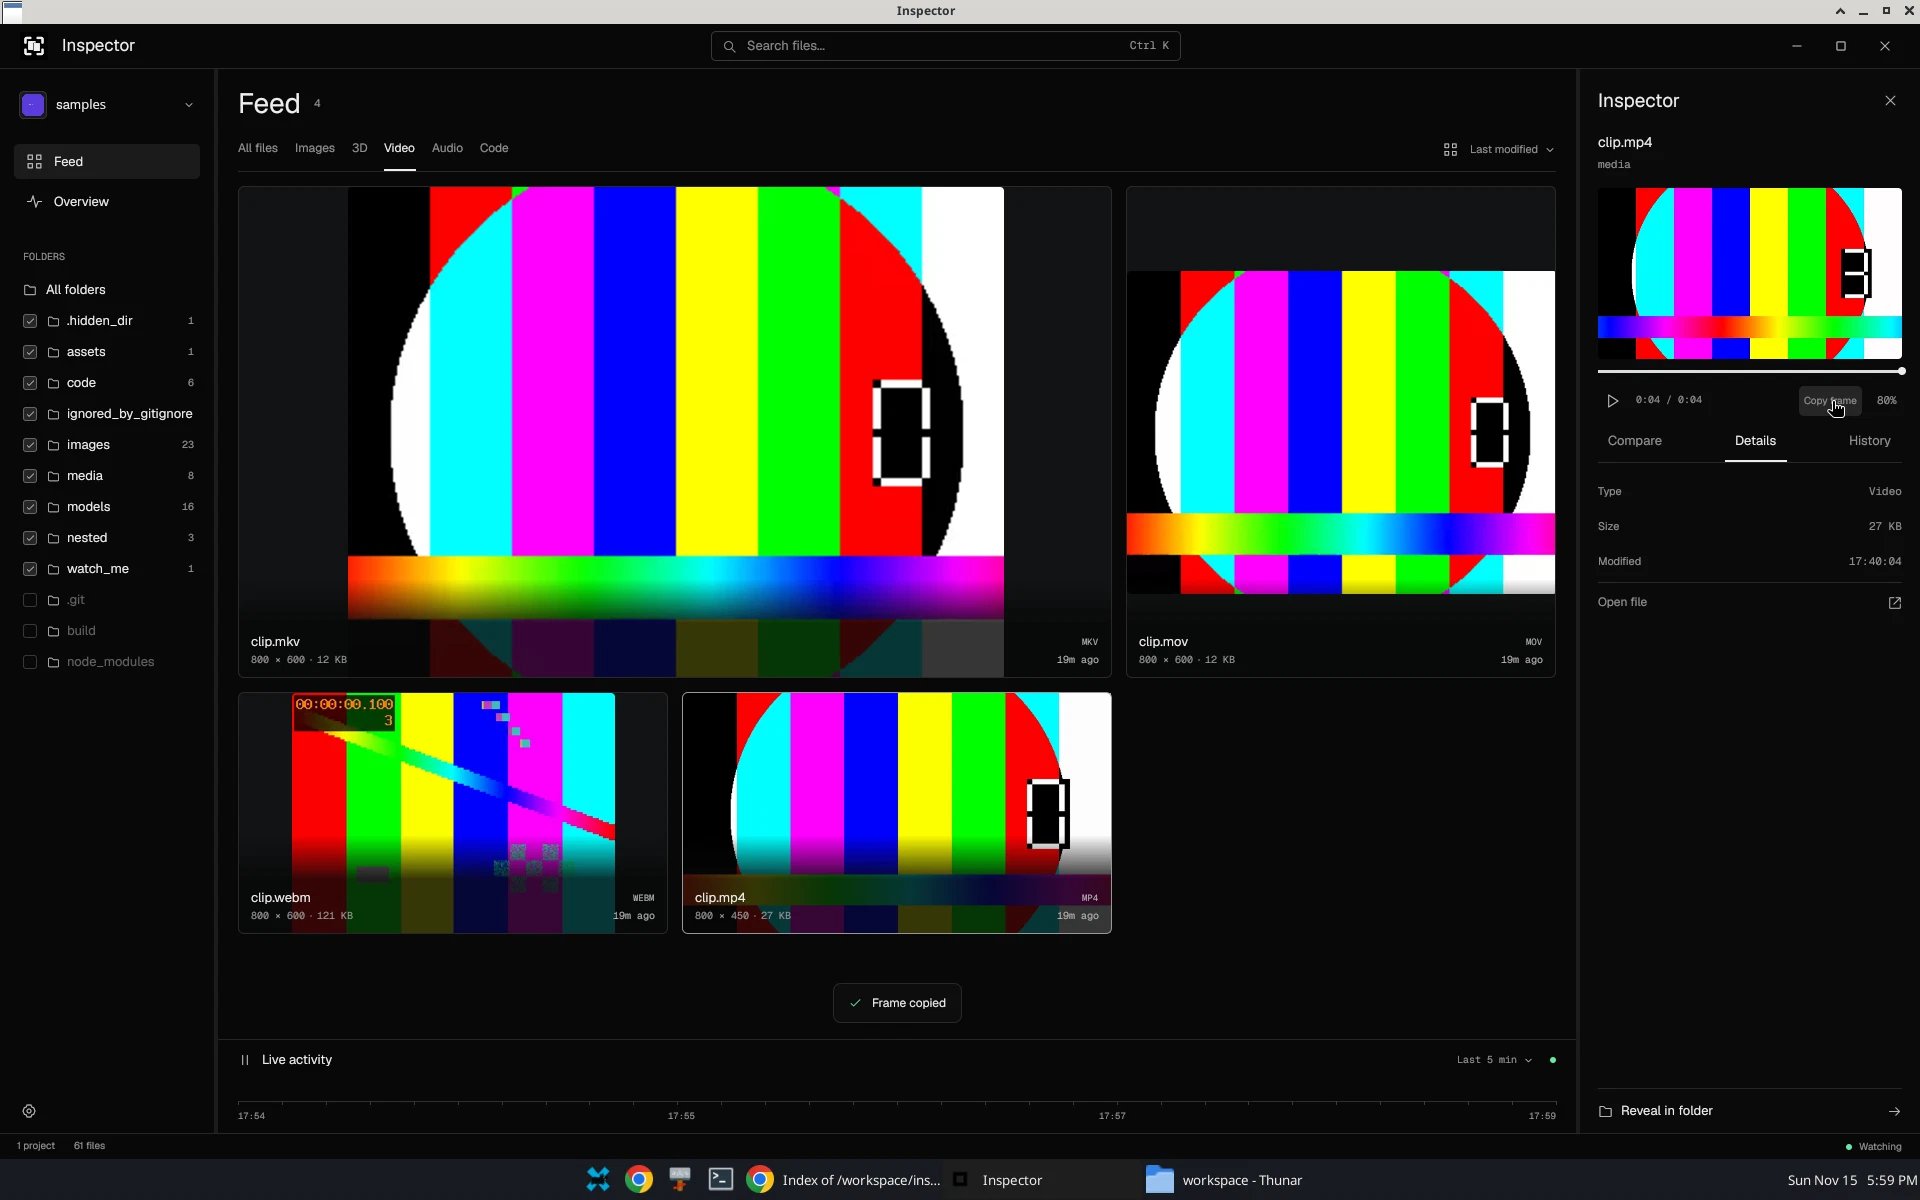 Inspector
Inspector
Search files...
Ctrl K
samples
Feed
Overview
FOLDERS
All folders
.hidden_dir 1
assets 1
code 6
ignored_by_gitignore
images 23
media 8
models 16
nested 3
watch_me 1
.git
build
node_modules
1 project 61 files
Feed 4
All files Images 3D Video Audio Code
Last modified
0
clip.mkv MKV
800 × 600 · 12 KB 19m ago
0
clip.mov MOV
800 × 600 · 12 KB 19m ago
00:00:00.100
3
clip.webm WEBM
800 × 600 · 121 KB 19m ago
0
clip.mp4 MP4
800 × 450 · 27 KB 19m ago
Frame copied
Live activity
Last 5 min
17:54 17:55 17:57 17:59
Inspector
clip.mp4
media
3
0:04 / 0:04
Copy frame
80%
Compare Details History
Type Video
Size 27 KB
Modified 17:40:04
Open file
Reveal in folder
Watching
Index of /workspace/ins...
Inspector
workspace - Thunar
Sun Nov 15 5:59 PM